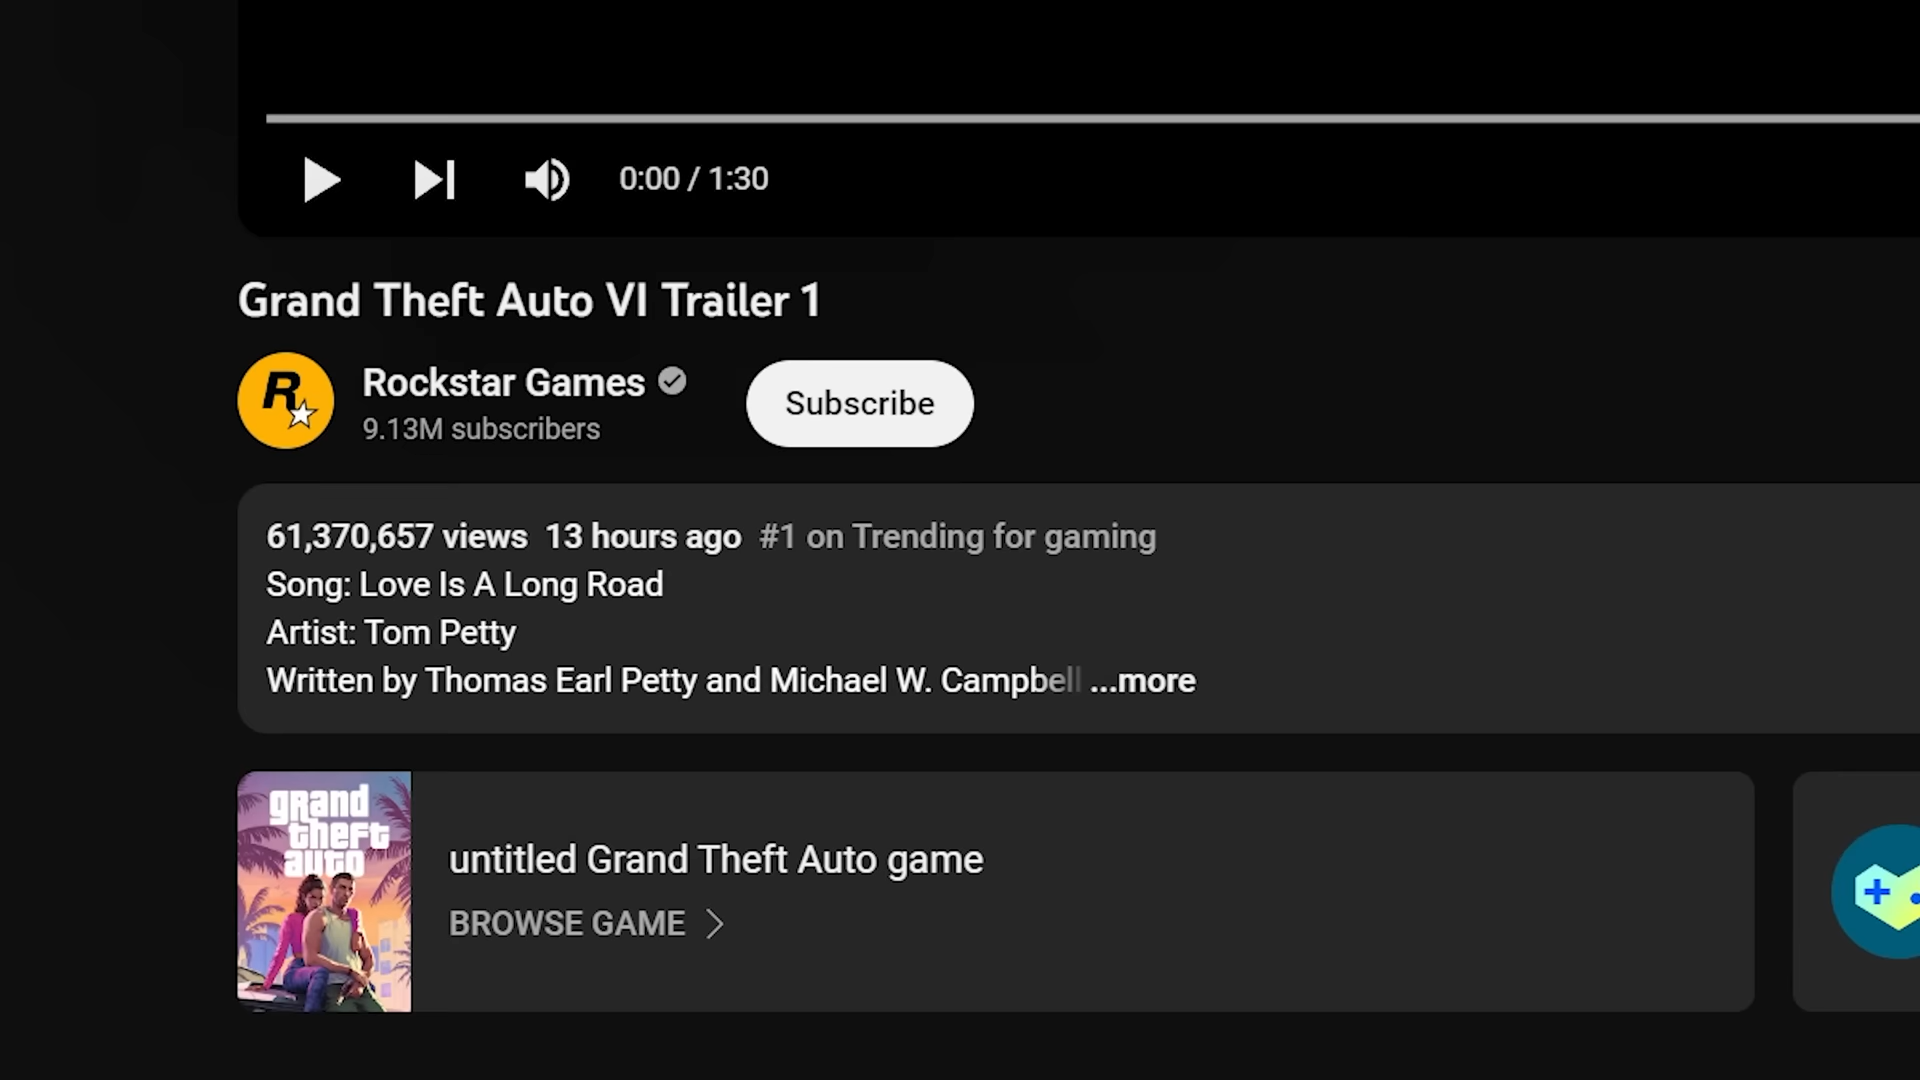 0:00 / 1:30
Grand Theft Auto VI Trailer 1
R
Rockstar Games
9.13M subscribers
Subscribe
61,370,657 views 13 hours ago #1 on Trending for gaming
Song: Love Is A Long Road
Artist: Tom Petty
Written by Thomas Earl Petty and Michael W. Campbell ...more
grand
theft
auto
untitled Grand Theft Auto game
BROWSE GAME